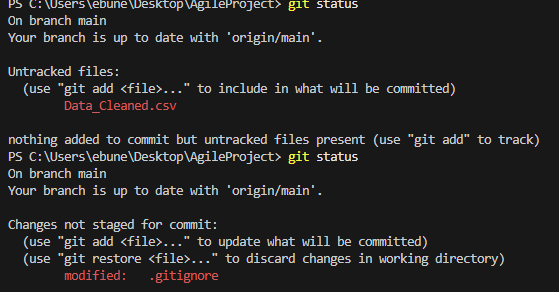 PS C:\Users\ebune\Desktop\AgileProject> git status
On branch main
Your branch is up to date with 'origin/main'.
Untracked files:
(use "git add <file>..." to include in what will be committed)
Data_Cleaned.csv
nothing added to commit but untracked files present (use "git add" to track)
PS C:\Users\ebune\Desktop\AgileProject> git status
On branch main
Your branch is up to date with 'origin/main'.
Changes not staged for commit:
(use "git add <file>..." to update what will be committed)
(use "git restore <file>..." to discard changes in working directory)
modified:   .gitignore